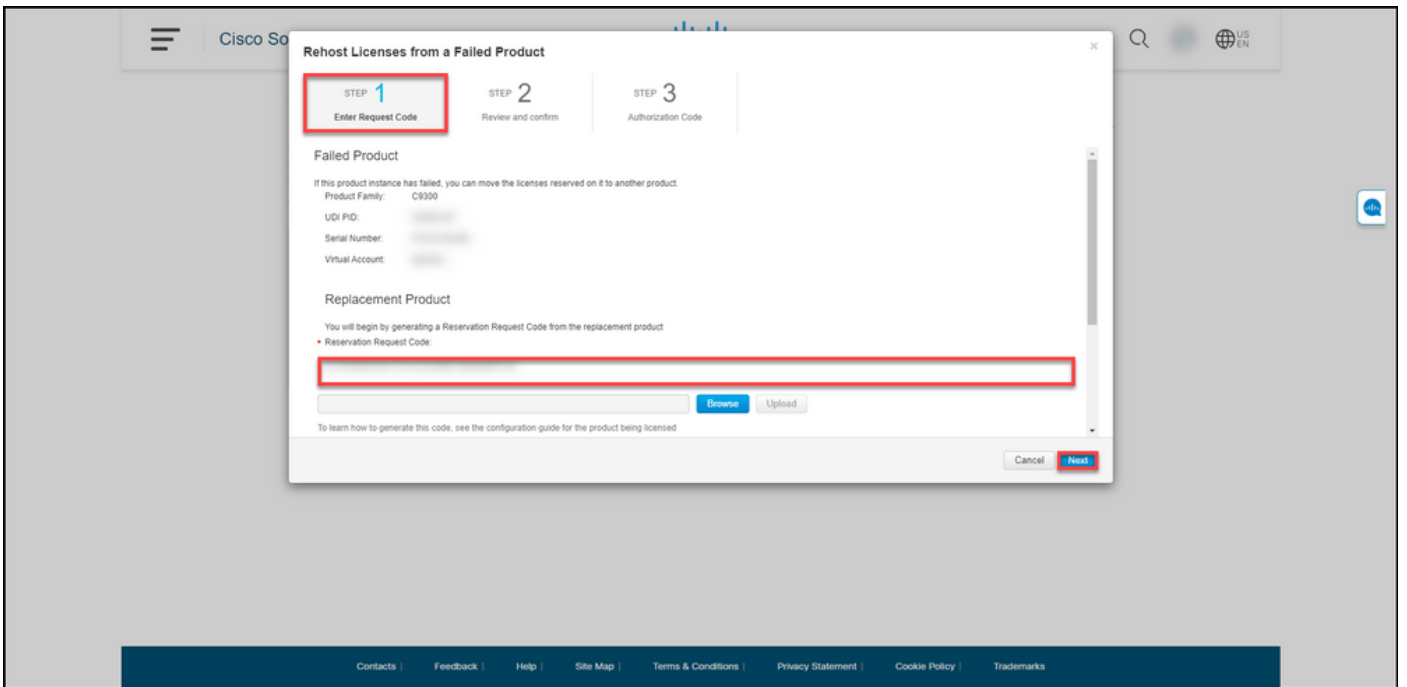 Cisco So
US
EN
Rehost Licenses from a Failed Product
×
STEP 1
Enter Request Code
STEP 2
Review and confirm
STEP 3
Authorization Code
Failed Product
If this product instance has failed, you can move the licenses reserved on it to another product.
Product Family: C9300
UDI PID:
Serial Number:
Virtual Account:
Replacement Product
You will begin by generating a Reservation Request Code from the replacement product
* Reservation Request Code:
Browse Upload
To learn how to generate this code, see the configuration guide for the product being licensed
Cancel Next
Contacts | Feedback | Help | Site Map | Terms & Conditions | Privacy Statement | Cookie Policy | Trademarks